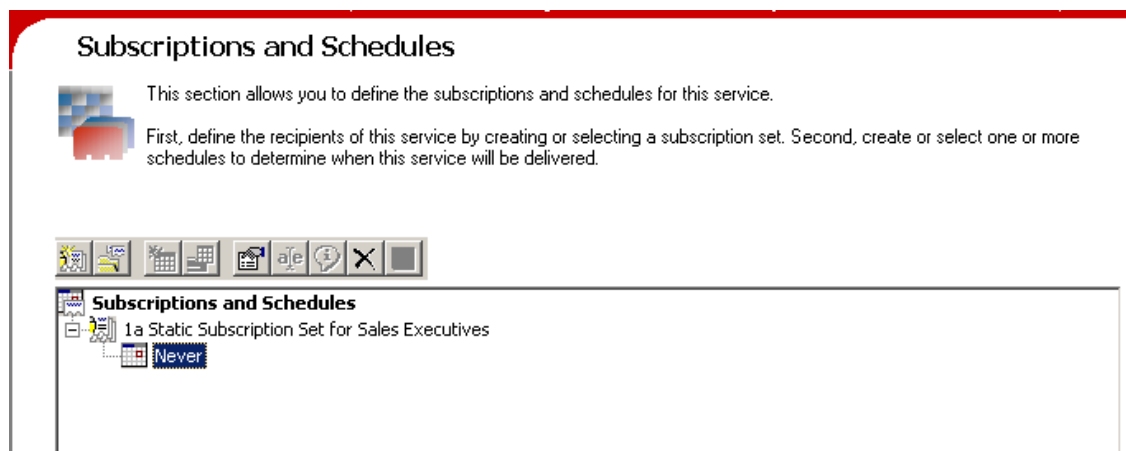 Subscriptions and Schedules
This section allows you to define the subscriptions and schedules for this service.
First, define the recipients of this service by creating or selecting a subscription set. Second, create or select one or more
schedules to determine when this service will be delivered.
Subscriptions and Schedules
1a Static Subscription Set for Sales Executives
Never